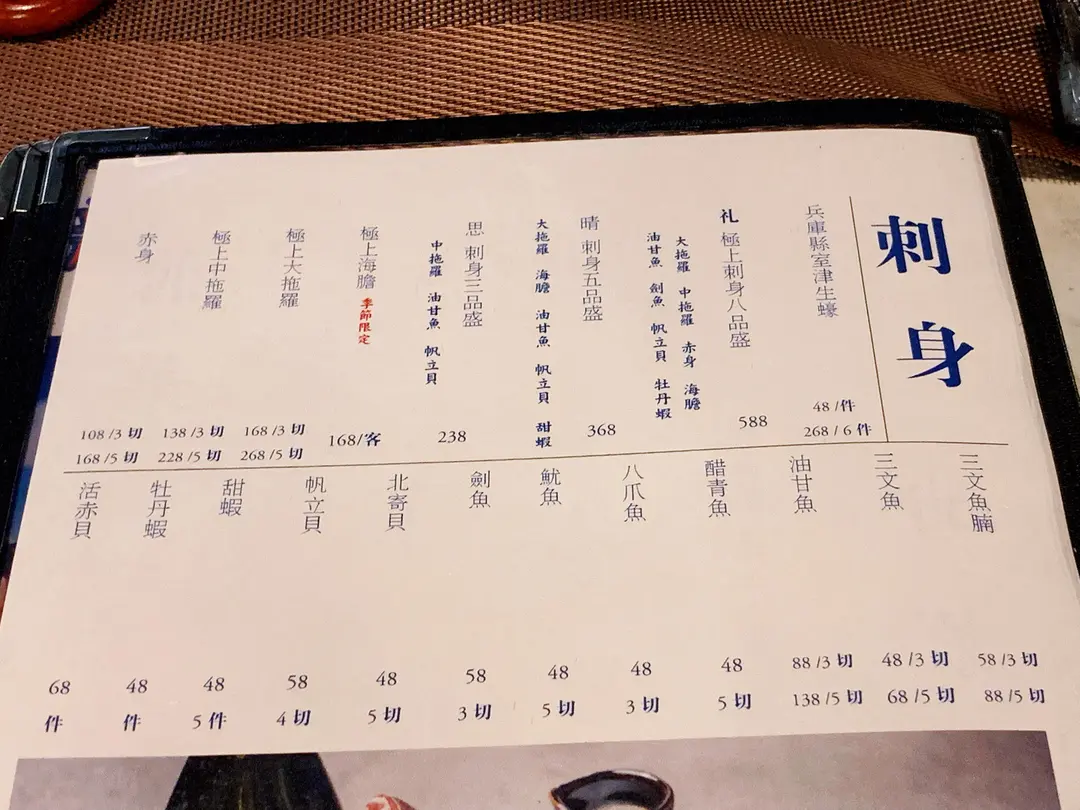 刺身
兵庫縣室津生蠔
48 /件
268 / 6 件
礼 極上刺身八品盛
大拖羅 中拖羅 赤身 海膽
油甘魚 劍魚 帆立貝 牡丹蝦
588
晴 刺身五品盛
大拖羅 海膽 油甘魚 帆立貝 甜蝦
368
思 刺身三品盛
中拖羅 油甘魚 帆立貝
238
極上海膽 季節限定
168/客
極上大拖羅
168 /3 切
268 /5 切
極上中拖羅
138 /3 切
228 /5 切
赤身
108 /3 切
168 /5 切
三文魚腩
58 /3 切
88 /5 切
三文魚
48 /3 切
68 /5 切
油甘魚
88 /3 切
138 /5 切
醋青魚
48
5 切
八爪魚
48
3 切
魷魚
48
5 切
劍魚
58
3 切
北寄貝
48
5 切
帆立貝
58
4 切
甜蝦
48
5 件
牡丹蝦
48
件
活赤貝
68
件